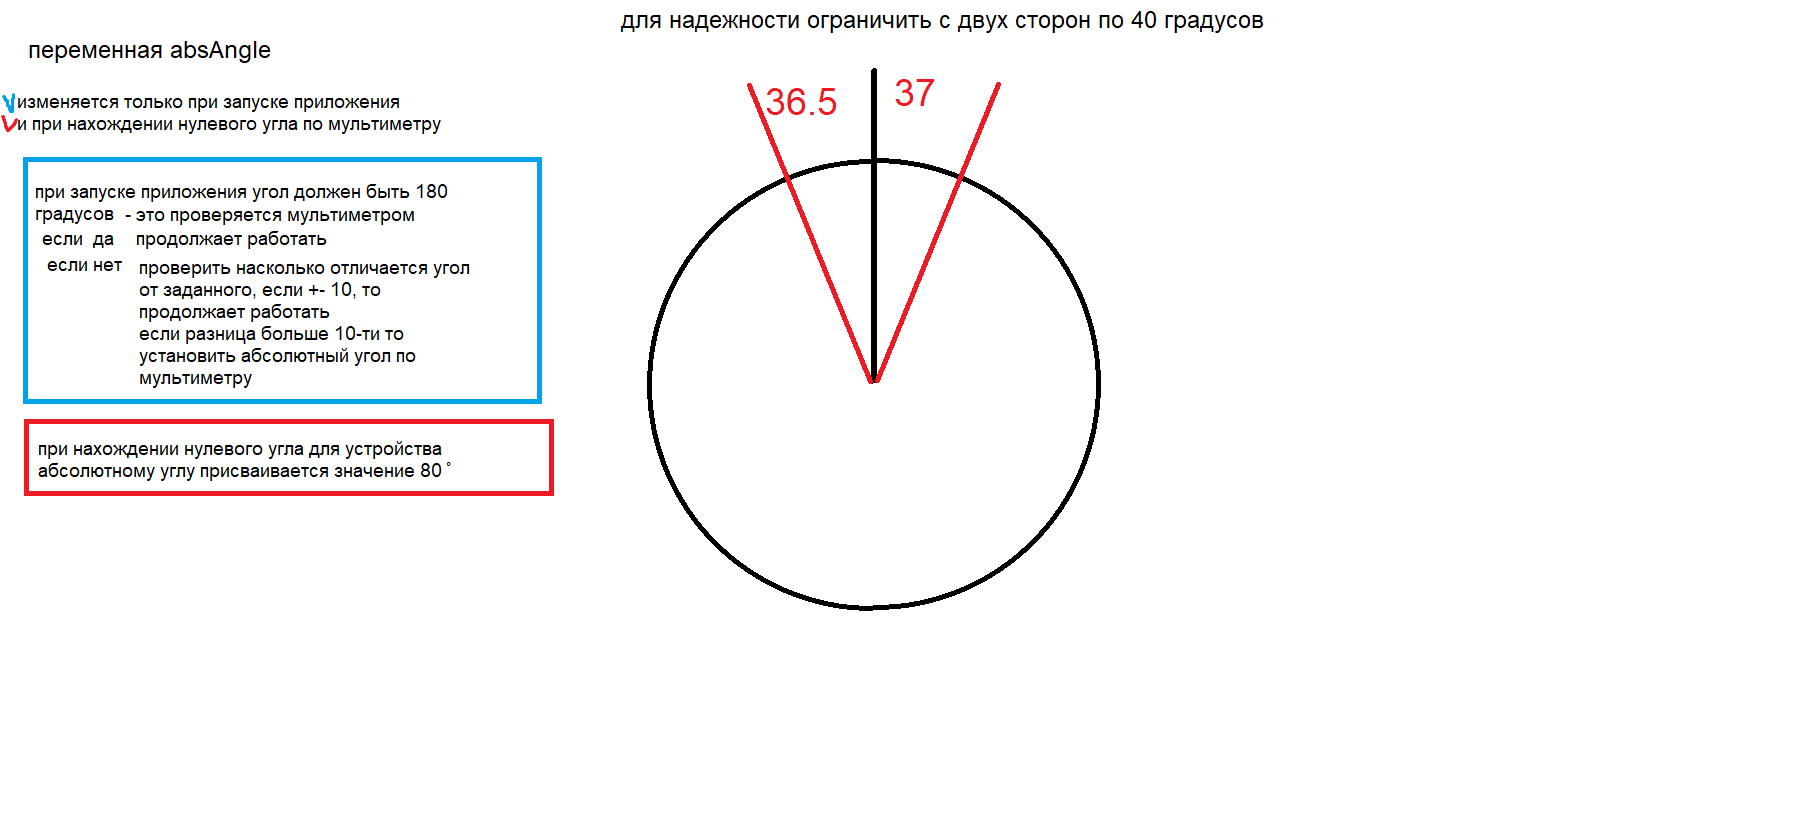 для надежности ограничить с двух сторон по 40 градусов
переменная absAngle
изменяется только при запуске приложения
и при нахождении нулевого угла по мультиметру
36.5
37
при запуске приложения угол должен быть 180
градусов - это проверяется мультиметром
если да продолжает работать
если нет проверить насколько отличается угол
от заданного, если +- 10, то
продолжает работать
если разница больше 10-ти то
установить абсолютный угол по
мультиметру
при нахождении нулевого угла для устройства
абсолютному углу присваивается значение 80°